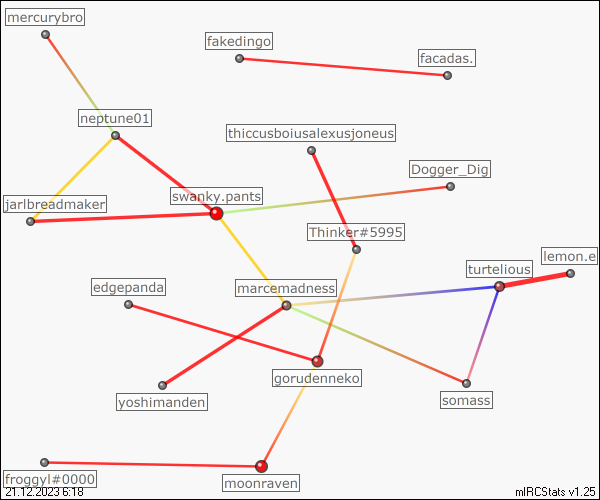 mercurybro
fakedingo
facadas.
neptune01
thiccusboiusalexusjoneus
Dogger_Dig
swanky.pants
jarlbreadmaker
Thinker#5995
lemon.e
turtelious
edgepanda
marcemadness
gorudenneko
yoshimanden
somass
froggyl#0000
moonraven
21.12.2023 6:18
mIRCStats v1.25